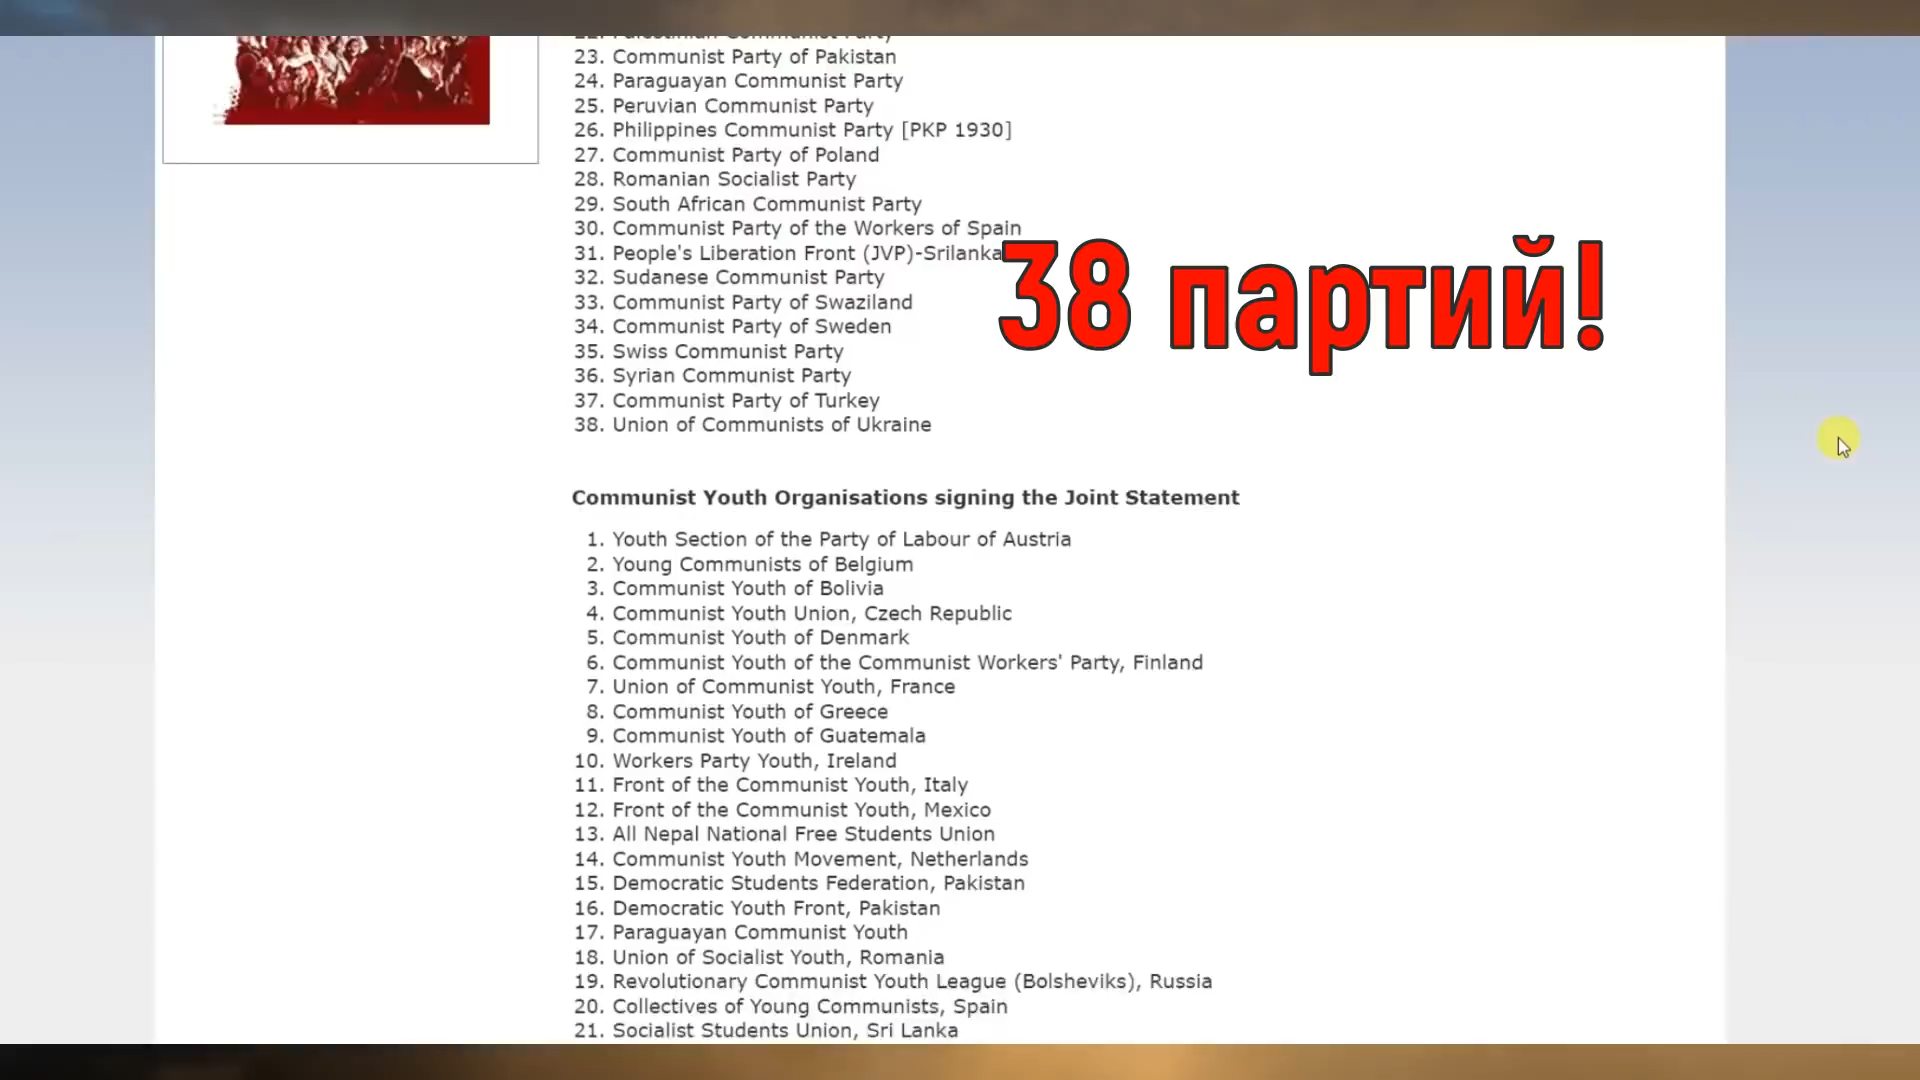 22. Palestinian Communist Party
23. Communist Party of Pakistan
24. Paraguayan Communist Party
25. Peruvian Communist Party
26. Philippines Communist Party [PKP 1930]
27. Communist Party of Poland
28. Romanian Socialist Party
29. South African Communist Party
30. Communist Party of the Workers of Spain
31. People's Liberation Front (JVP)-Srilanka
32. Sudanese Communist Party
33. Communist Party of Swaziland
34. Communist Party of Sweden
35. Swiss Communist Party
36. Syrian Communist Party
37. Communist Party of Turkey
38. Union of Communists of Ukraine
38 партий!
Communist Youth Organisations signing the Joint Statement
1. Youth Section of the Party of Labour of Austria
2. Young Communists of Belgium
3. Communist Youth of Bolivia
4. Communist Youth Union, Czech Republic
5. Communist Youth of Denmark
6. Communist Youth of the Communist Workers' Party, Finland
7. Union of Communist Youth, France
8. Communist Youth of Greece
9. Communist Youth of Guatemala
10. Workers Party Youth, Ireland
11. Front of the Communist Youth, Italy
12. Front of the Communist Youth, Mexico
13. All Nepal National Free Students Union
14. Communist Youth Movement, Netherlands
15. Democratic Students Federation, Pakistan
16. Democratic Youth Front, Pakistan
17. Paraguayan Communist Youth
18. Union of Socialist Youth, Romania
19. Revolutionary Communist Youth League (Bolsheviks), Russia
20. Collectives of Young Communists, Spain
21. Socialist Students Union, Sri Lanka